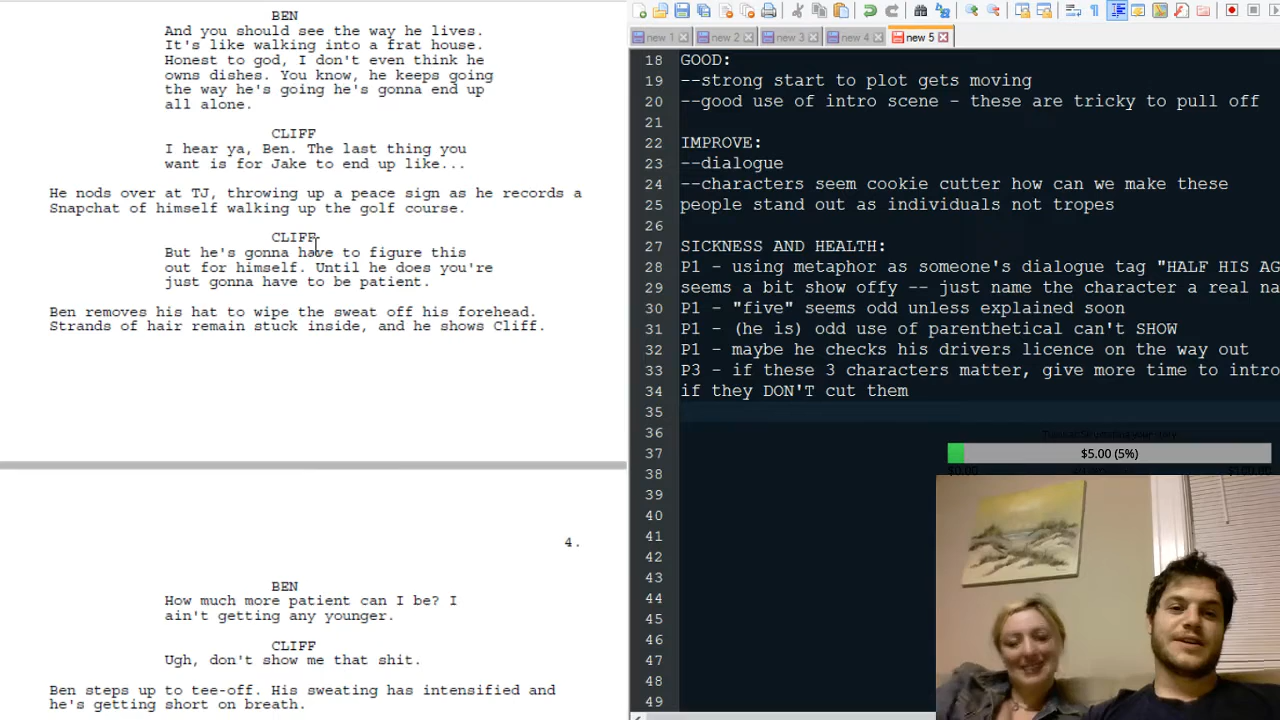 BEN
And you should see the way he lives.
It's like walking into a frat house.
Honest to god, I don't even think he
owns dishes. You know, he keeps going
the way he's going he's gonna end up
all alone.
CLIFF
I hear ya, Ben. The last thing you
want is for Jake to end up like...
He nods over at TJ, throwing up a peace sign as he records a
Snapchat of himself walking up the golf course.
CLIFF
But he's gonna have to figure this
out for himself. Until he does you're
just gonna have to be patient.
Ben removes his hat to wipe the sweat off his forehead.
Strands of hair remain stuck inside, and he shows Cliff.
4.
BEN
How much more patient can I be? I
ain't getting any younger.
CLIFF
Ugh, don't show me that shit.
Ben steps up to tee-off. His sweating has intensified and
he's getting short on breath.
new 1 new 2 new 3 new 4 new 5
18 GOOD:
19 --strong start to plot gets moving
20 --good use of intro scene - these are tricky to pull off
21
22 IMPROVE:
23 --dialogue
24 --characters seem cookie cutter how can we make these
25 people stand out as individuals not tropes
26
27 SICKNESS AND HEALTH:
28 P1 - using metaphor as someone's dialogue tag "HALF HIS AG
29 seems a bit show offy -- just name the character a real na
30 P1 - "five" seems odd unless explained soon
31 P1 - (he is) odd use of parenthetical can't SHOW
32 P1 - maybe he checks his drivers licence on the way out
33 P3 - if these 3 characters matter, give more time to intro
34 if they DON'T cut them
35
36
37
38
39
40
41
42
43
44
45
46
47
48
49
$5.00 (5%)
$0.00